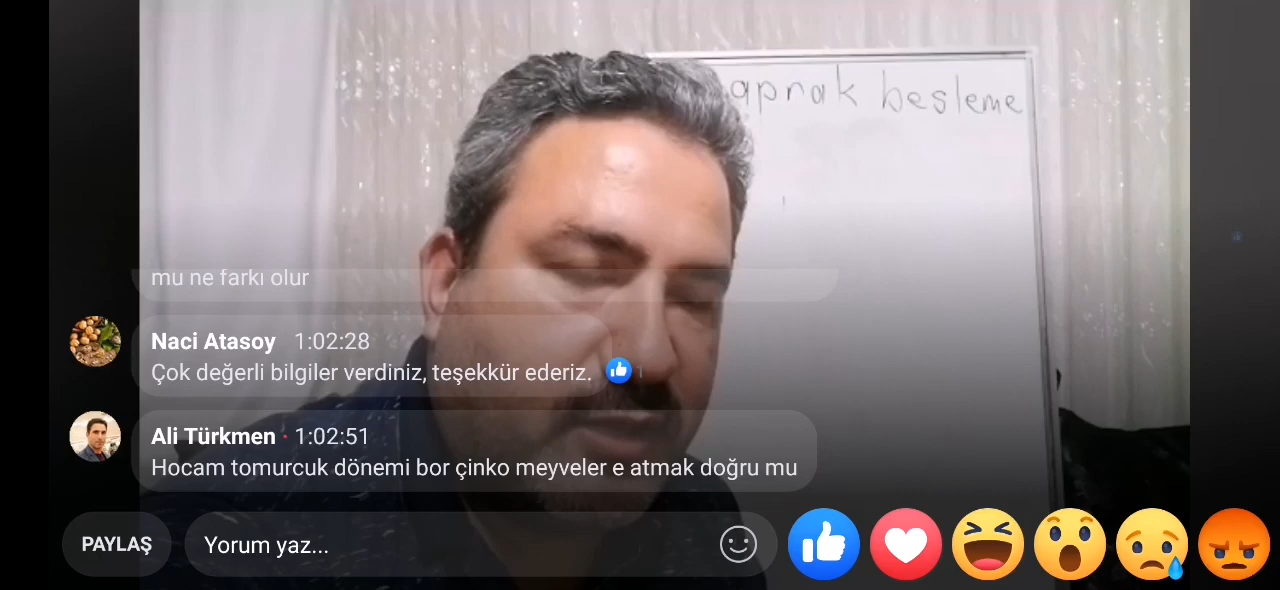 aprak besleme
mu ne farkı olur
Naci Atasoy 1:02:28
Çok değerli bilgiler verdiniz, teşekkür ederiz. 1
Ali Türkmen · 1:02:51
Hocam tomurcuk dönemi bor çinko meyveler e atmak doğru mu
PAYLAŞ
Yorum yaz...